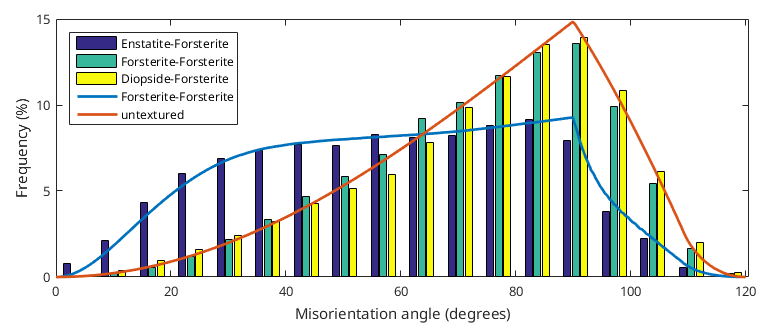 15
10
5
0
Frequency (%)
Enstatite-Forsterite
Forsterite-Forsterite
Diopside-Forsterite
Forsterite-Forsterite
untextured
0 20 40 60 80 100 120
Misorientation angle (degrees)